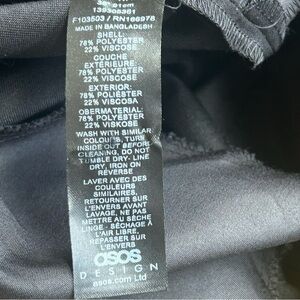 139305381
F103503 / RN166978
MADE IN BANGLADESH
SHELL:
78% POLYESTER
22% VISCOSE
COUCHE
EXTÉRIEURE:
78% POLYESTER
22% VISCOSE
EXTERIOR:
78% POLIÉSTER
22% VISCOSA
OBERMATERIAL:
78% POLYESTER
22% VISKOSE
WASH WITH SIMILAR
COLOURS, TURN
INSIDE OUT BEFORE
CLEANING, DO NOT
TUMBLE DRY- LINE
DRY, IRON ON
REVERSE
LAVER AVEC DES
COULEURS
SIMILAIRES,
RETOURNER SUR
L'ENVERS AVANT
LAVAGE, NE PAS
METTRE AU SÈCHE
LINGE - SÉCHAGE À
L'AIR LIBRE,
REPASSER SUR
L'ENVERS
asos
DESIGN
asos.com Ltd